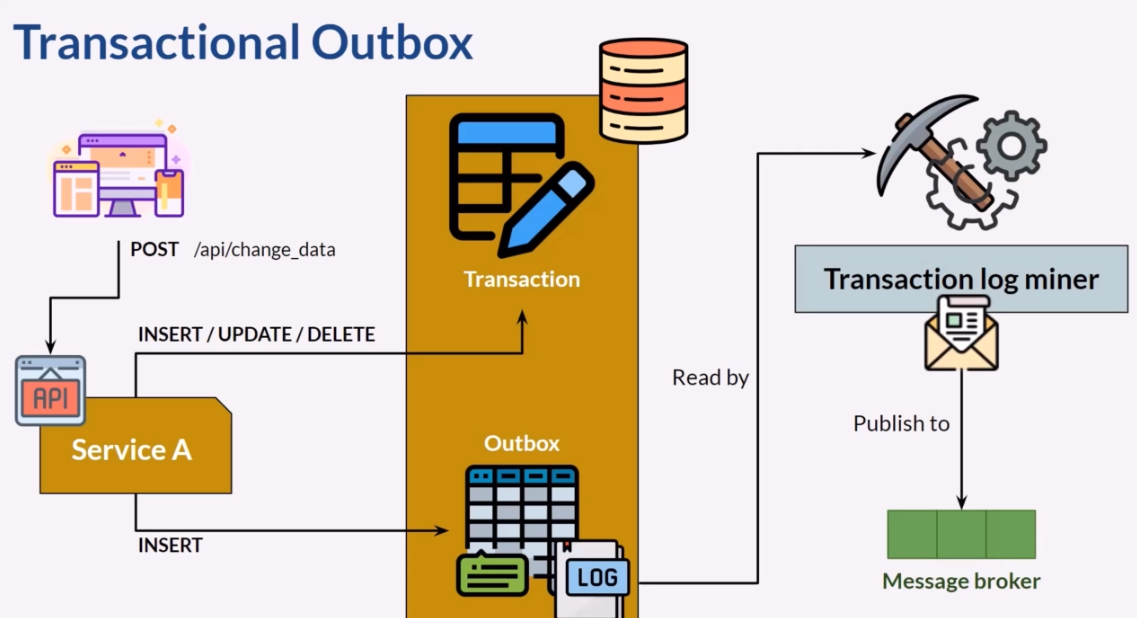 Transactional Outbox
POST /api/change_data
Transaction
Transaction log miner
INSERT / UPDATE / DELETE
API
Service A
Read by
Publish to
Outbox
INSERT
LOG
Message broker